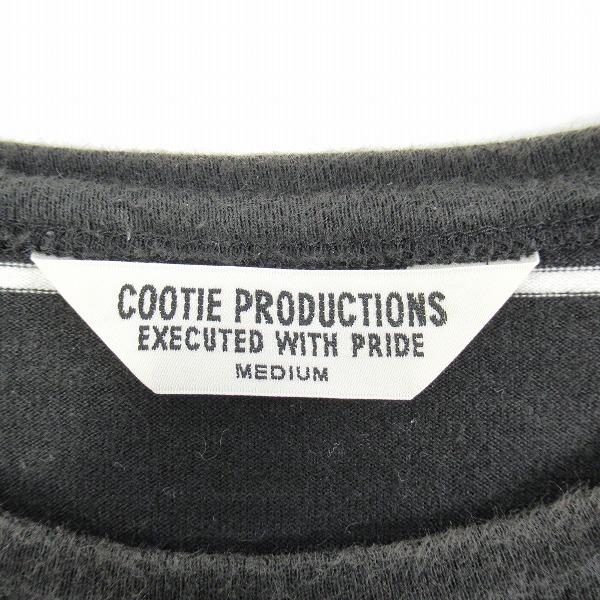 COOTIE PRODUCTIONS
EXECUTED WITH PRIDE
MEDIUM